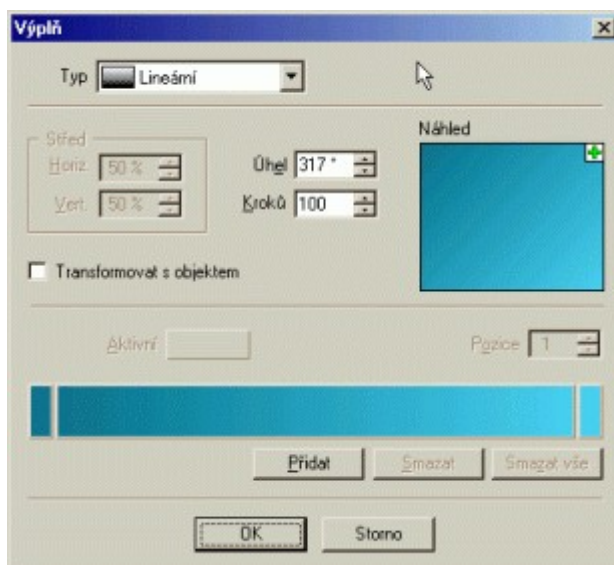 Výplň
Typ Lineární
Střed
Horiz. 50 %
Vert. 50 %
Úhel 317 °
Kroků 100
Náhled
Transformovat s objektem
Aktivní
Pozice 1
Přidat Smazat Smazat vše
OK Storno